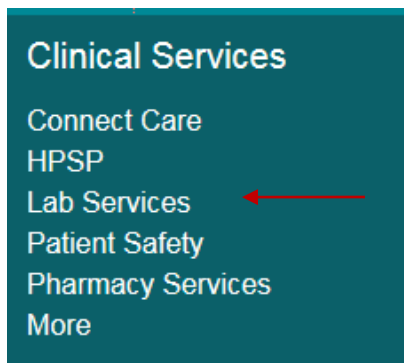 Clinical Services
Connect Care
HPSP
Lab Services
Patient Safety
Pharmacy Services
More